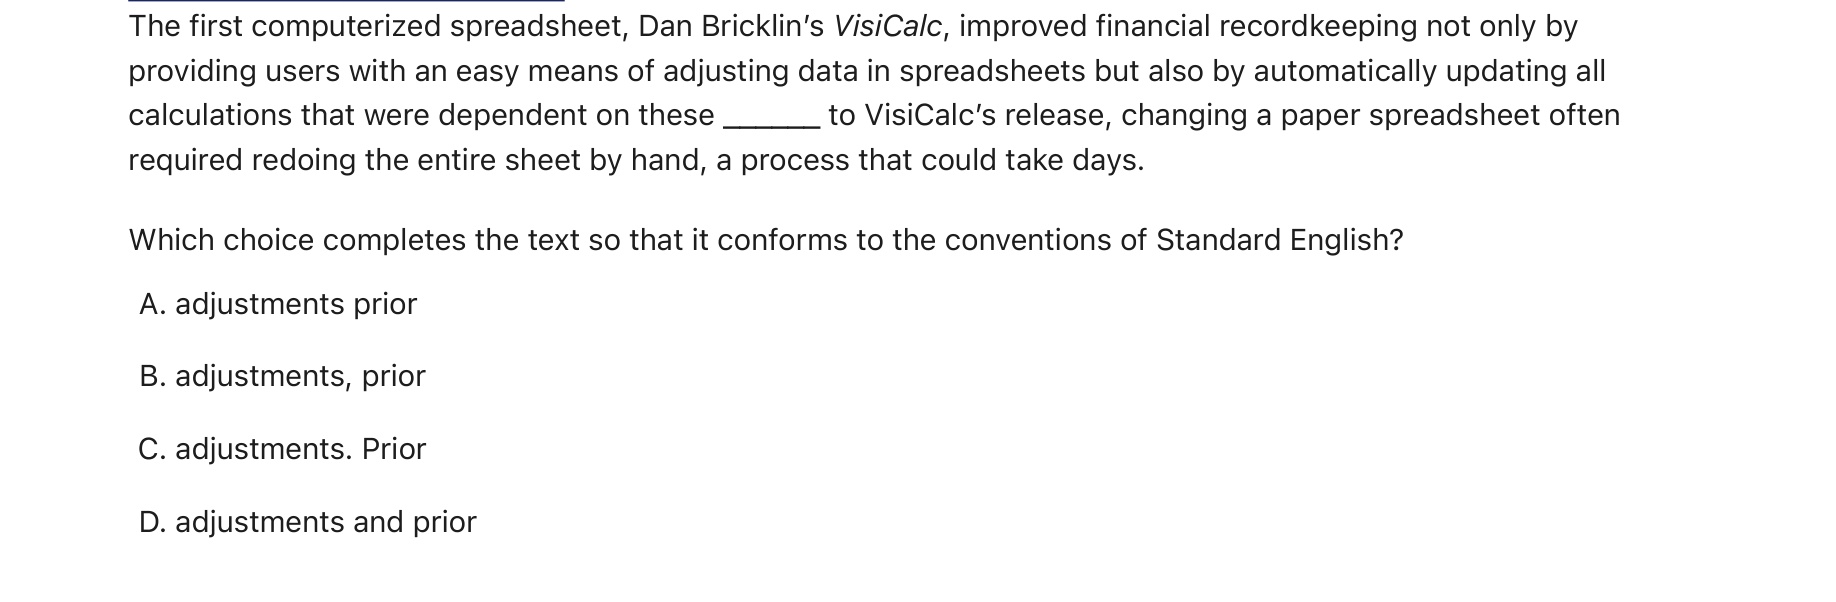 The first computerized spreadsheet, Dan Bricklin’s VisiCalc, improved financial recordkeeping not only by
providing users with an easy means of adjusting data in spreadsheets but also by automatically updating all
calculations that were dependent on these ______ to VisiCalc’s release, changing a paper spreadsheet often
required redoing the entire sheet by hand, a process that could take days.
Which choice completes the text so that it conforms to the conventions of Standard English?
A. adjustments prior
B. adjustments, prior
C. adjustments. Prior
D. adjustments and prior